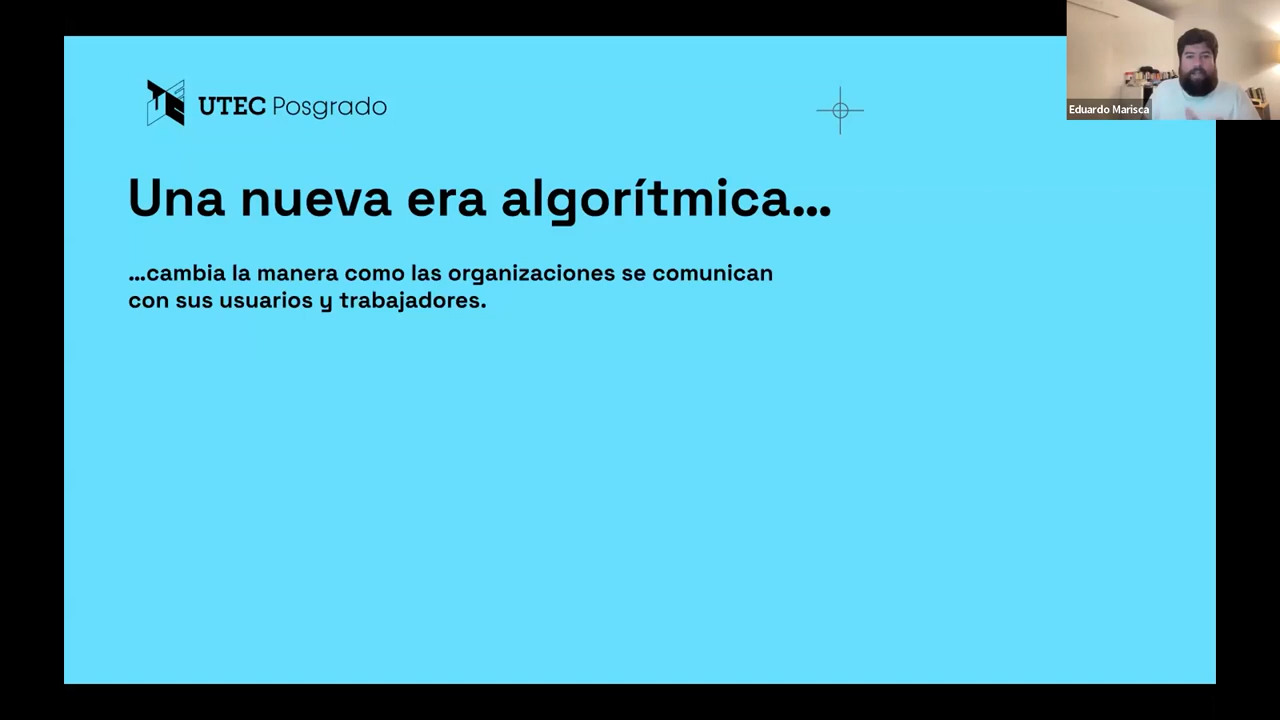 UTEC Posgrado
Eduardo Marisca
Una nueva era algorítmica...
...cambia la manera como las organizaciones se comunican
con sus usuarios y trabajadores.